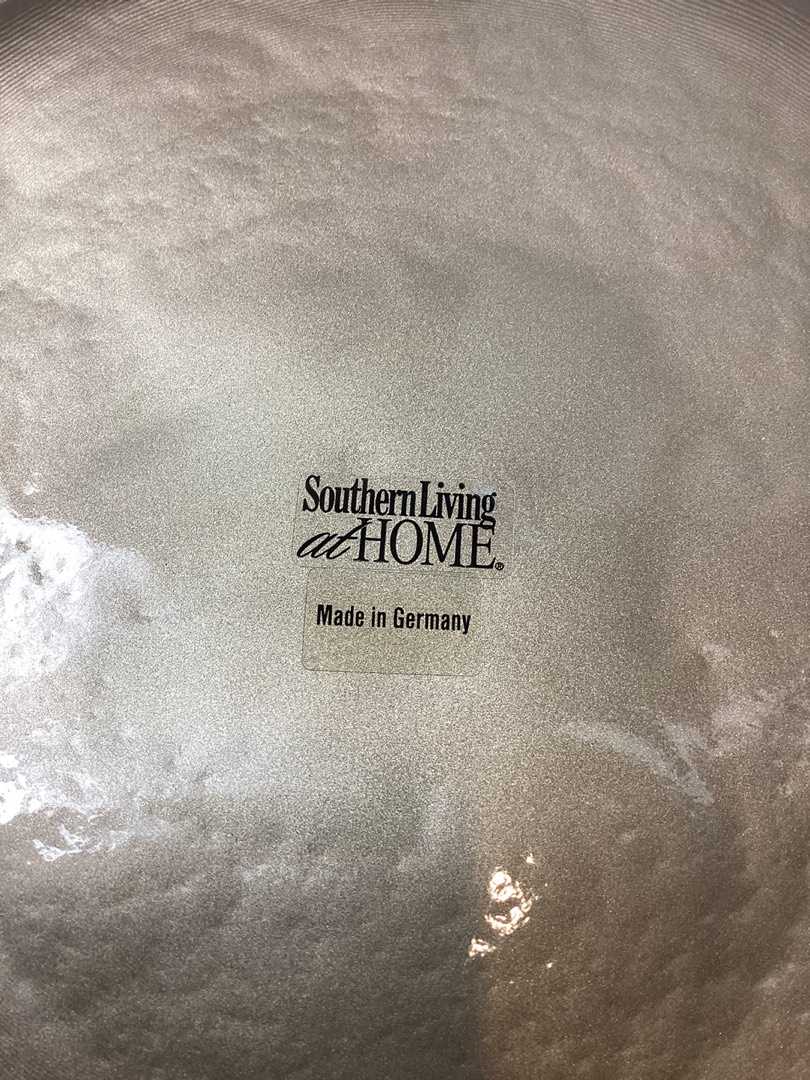 Southern Living
at HOME®
Made in Germany